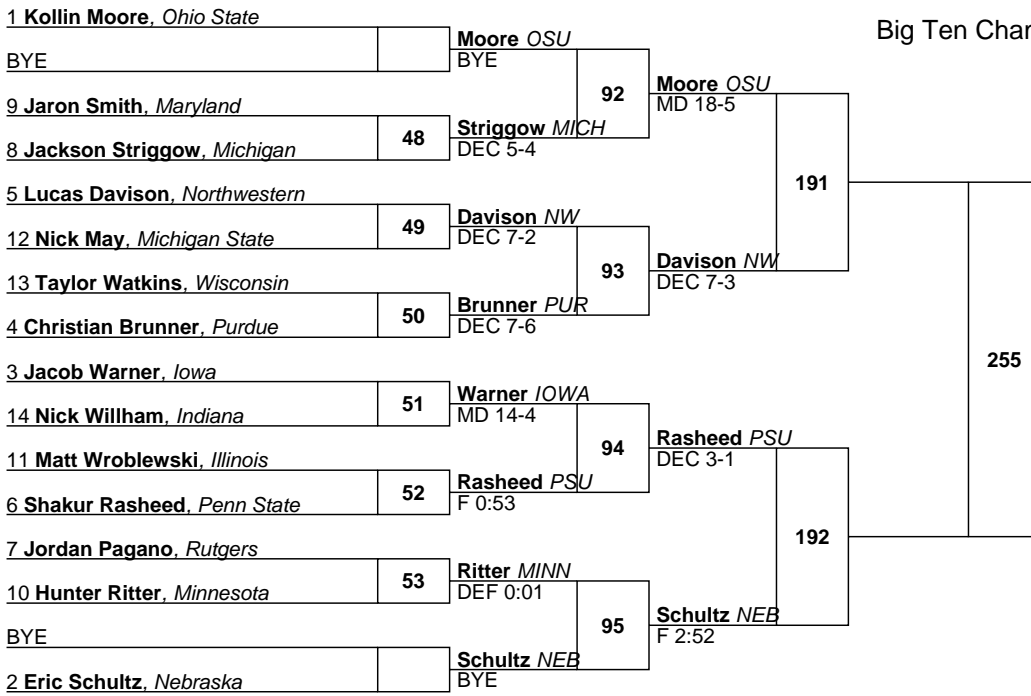 1 Kollin Moore, Ohio State
BYE
9 Jaron Smith, Maryland
8 Jackson Striggow, Michigan
5 Lucas Davison, Northwestern
12 Nick May, Michigan State
13 Taylor Watkins, Wisconsin
4 Christian Brunner, Purdue
3 Jacob Warner, Iowa
14 Nick Willham, Indiana
11 Matt Wroblewski, Illinois
6 Shakur Rasheed, Penn State
7 Jordan Pagano, Rutgers
10 Hunter Ritter, Minnesota
BYE
2 Eric Schultz, Nebraska
48
49
50
51
52
53
Moore OSU
BYE
Striggow MICH
DEC 5-4
Davison NW
DEC 7-2
Brunner PUR
DEC 7-6
Warner IOWA
MD 14-4
Rasheed PSU
F 0:53
Ritter MINN
DEF 0:01
Schultz NEB
BYE
92
93
94
95
Moore OSU
MD 18-5
Davison NW
DEC 7-3
Rasheed PSU
DEC 3-1
Schultz NEB
F 2:52
191
192
255
Big Ten Char